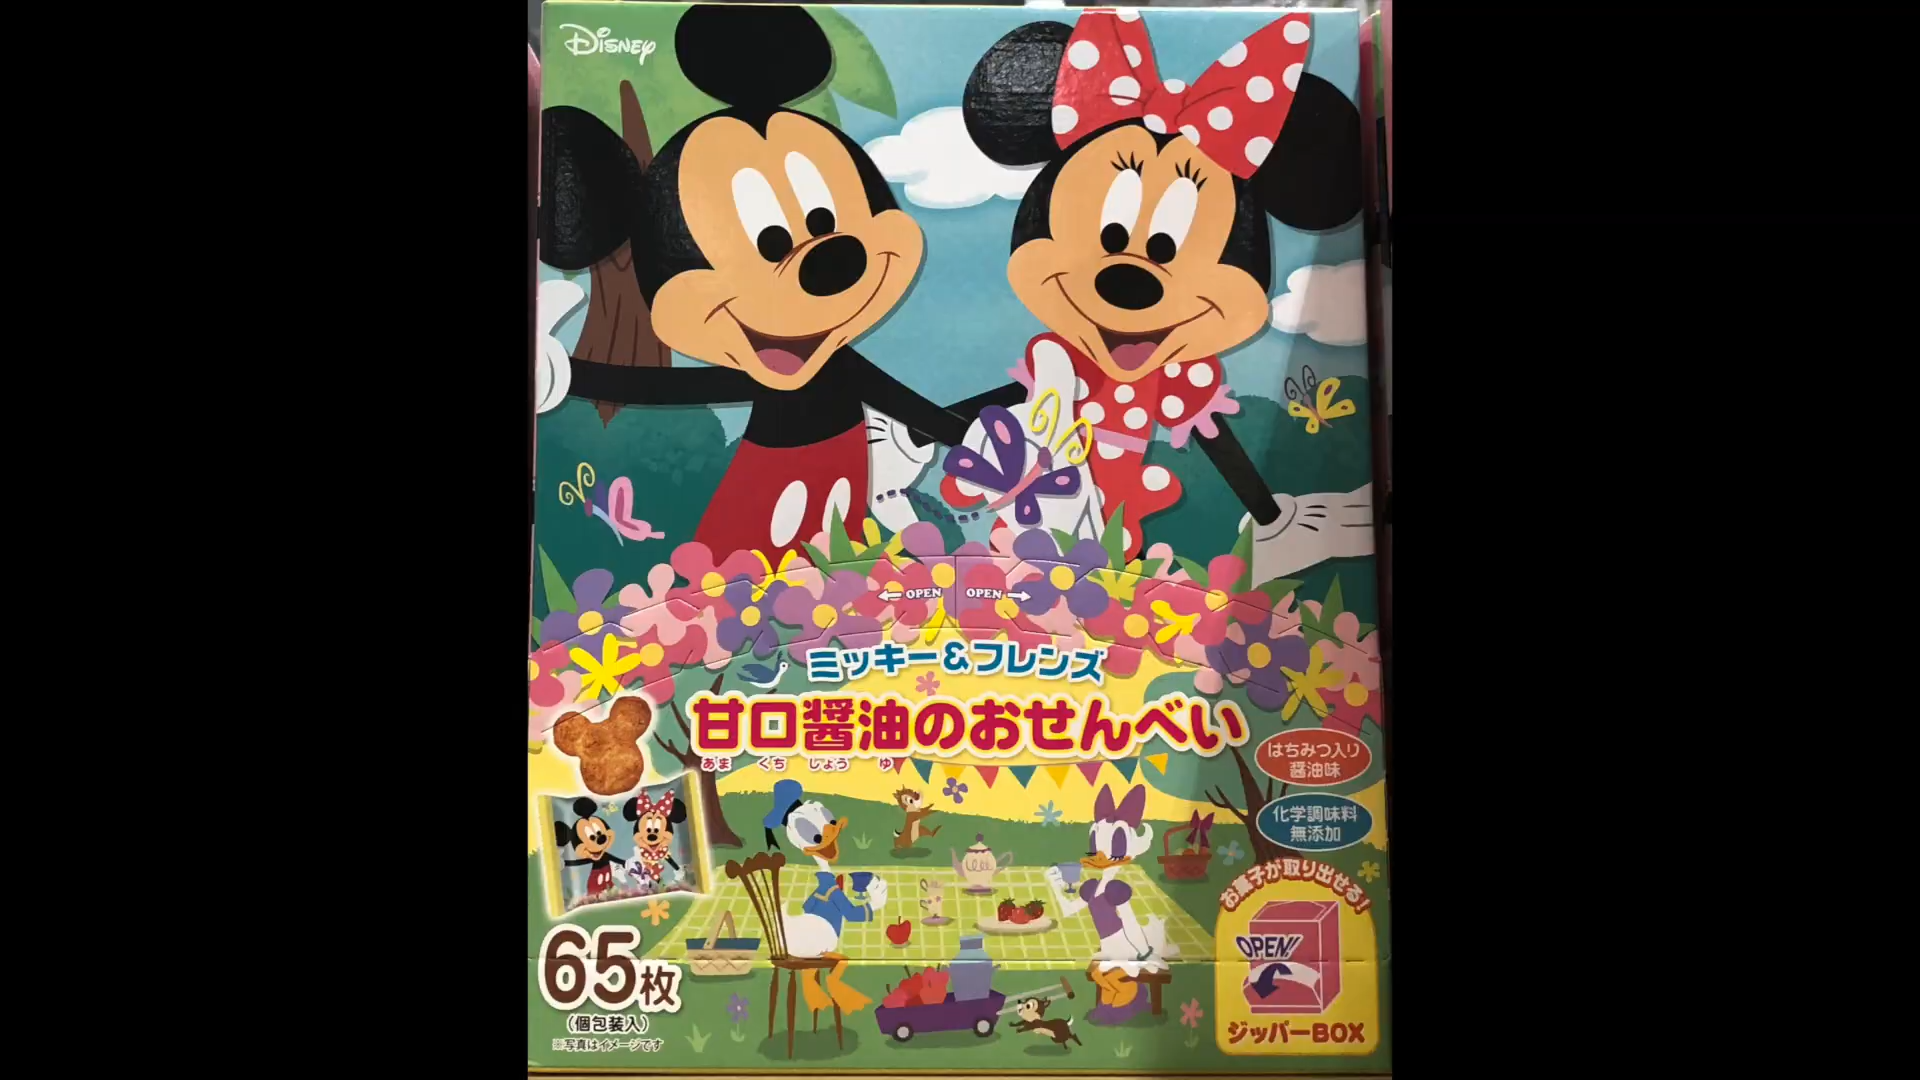 Disney
← OPEN OPEN →
ミッキー&フレンズ
甘口醤油のおせんべい
あま くち しょう ゆ
はちみつ入り
醤油味
化学調味料
無添加
お菓子が取り出せる!
OPEN!
ジッパーBOX
65枚
(個包装入)
※写真はイメージです